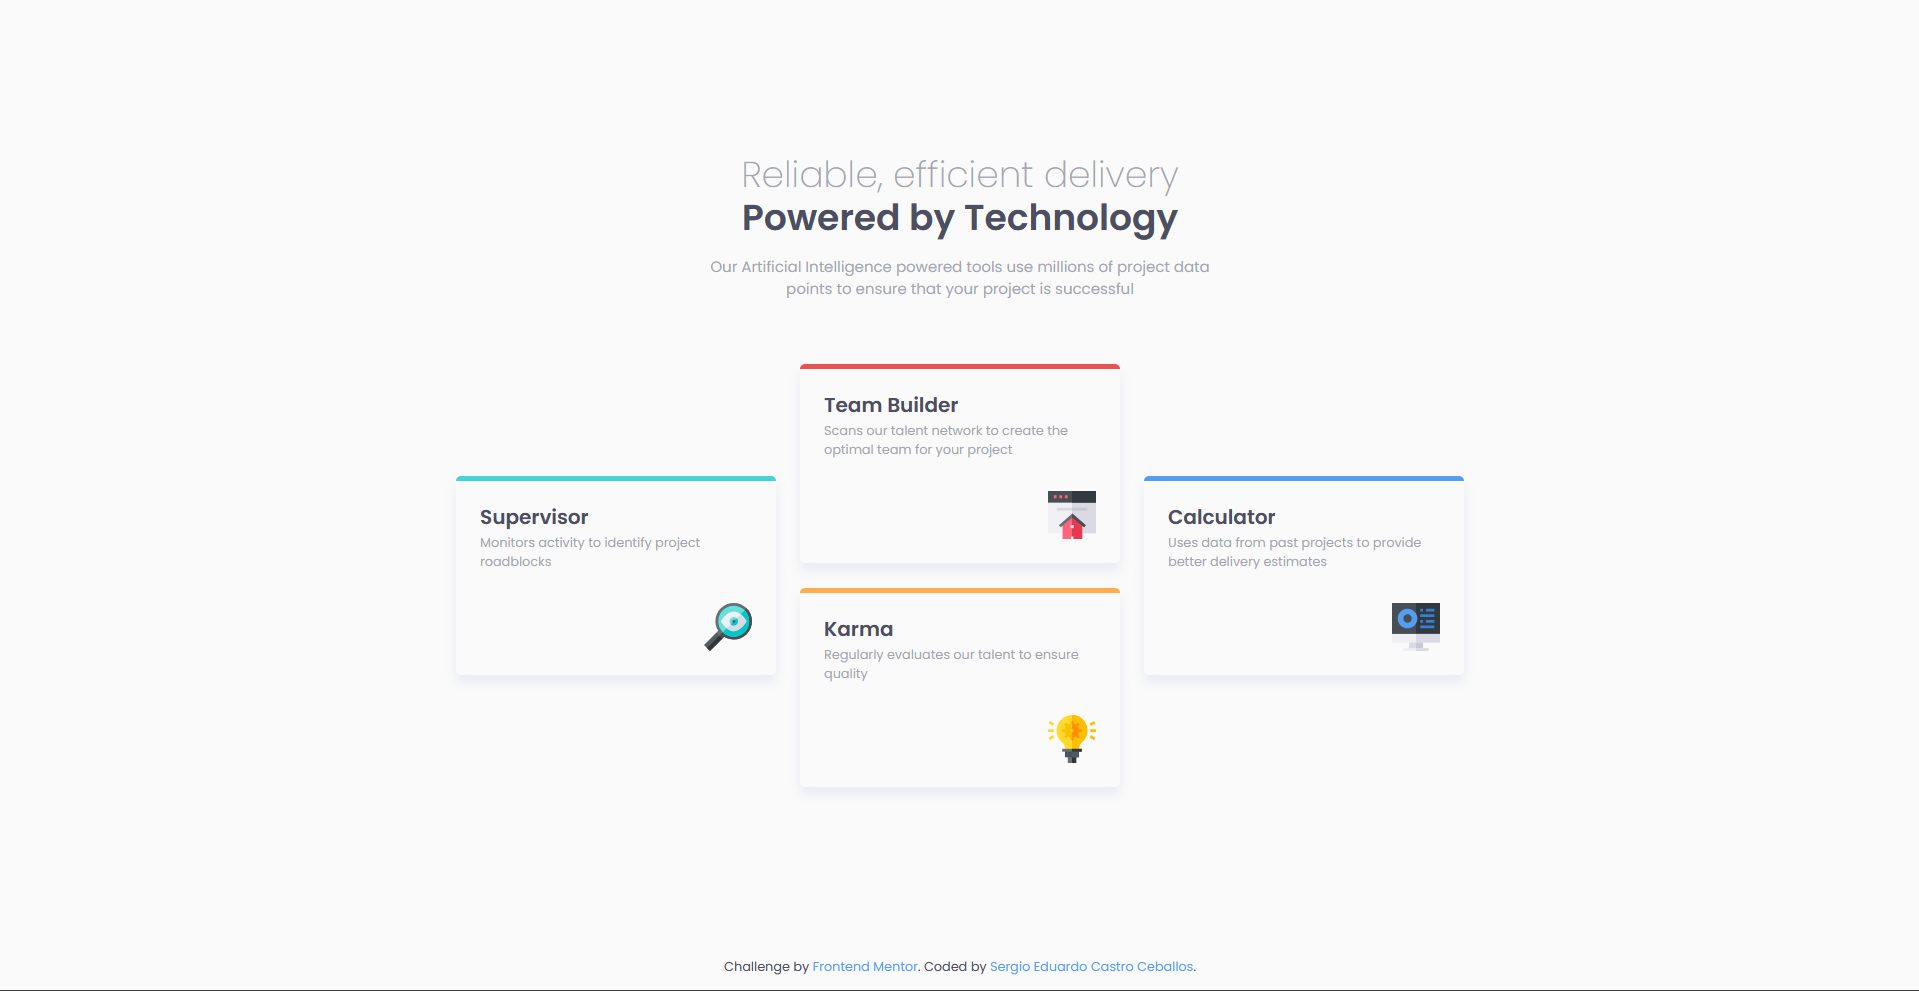 Reliable, efficient delivery
Powered by Technology
Our Artificial Intelligence powered tools use millions of project data
points to ensure that your project is successful
Supervisor
Monitors activity to identify project
roadblocks
Team Builder
Scans our talent network to create the
optimal team for your project
Karma
Regularly evaluates our talent to ensure
quality
Calculator
Uses data from past projects to provide
better delivery estimates
Challenge by Frontend Mentor. Coded by Sergio Eduardo Castro Ceballos.